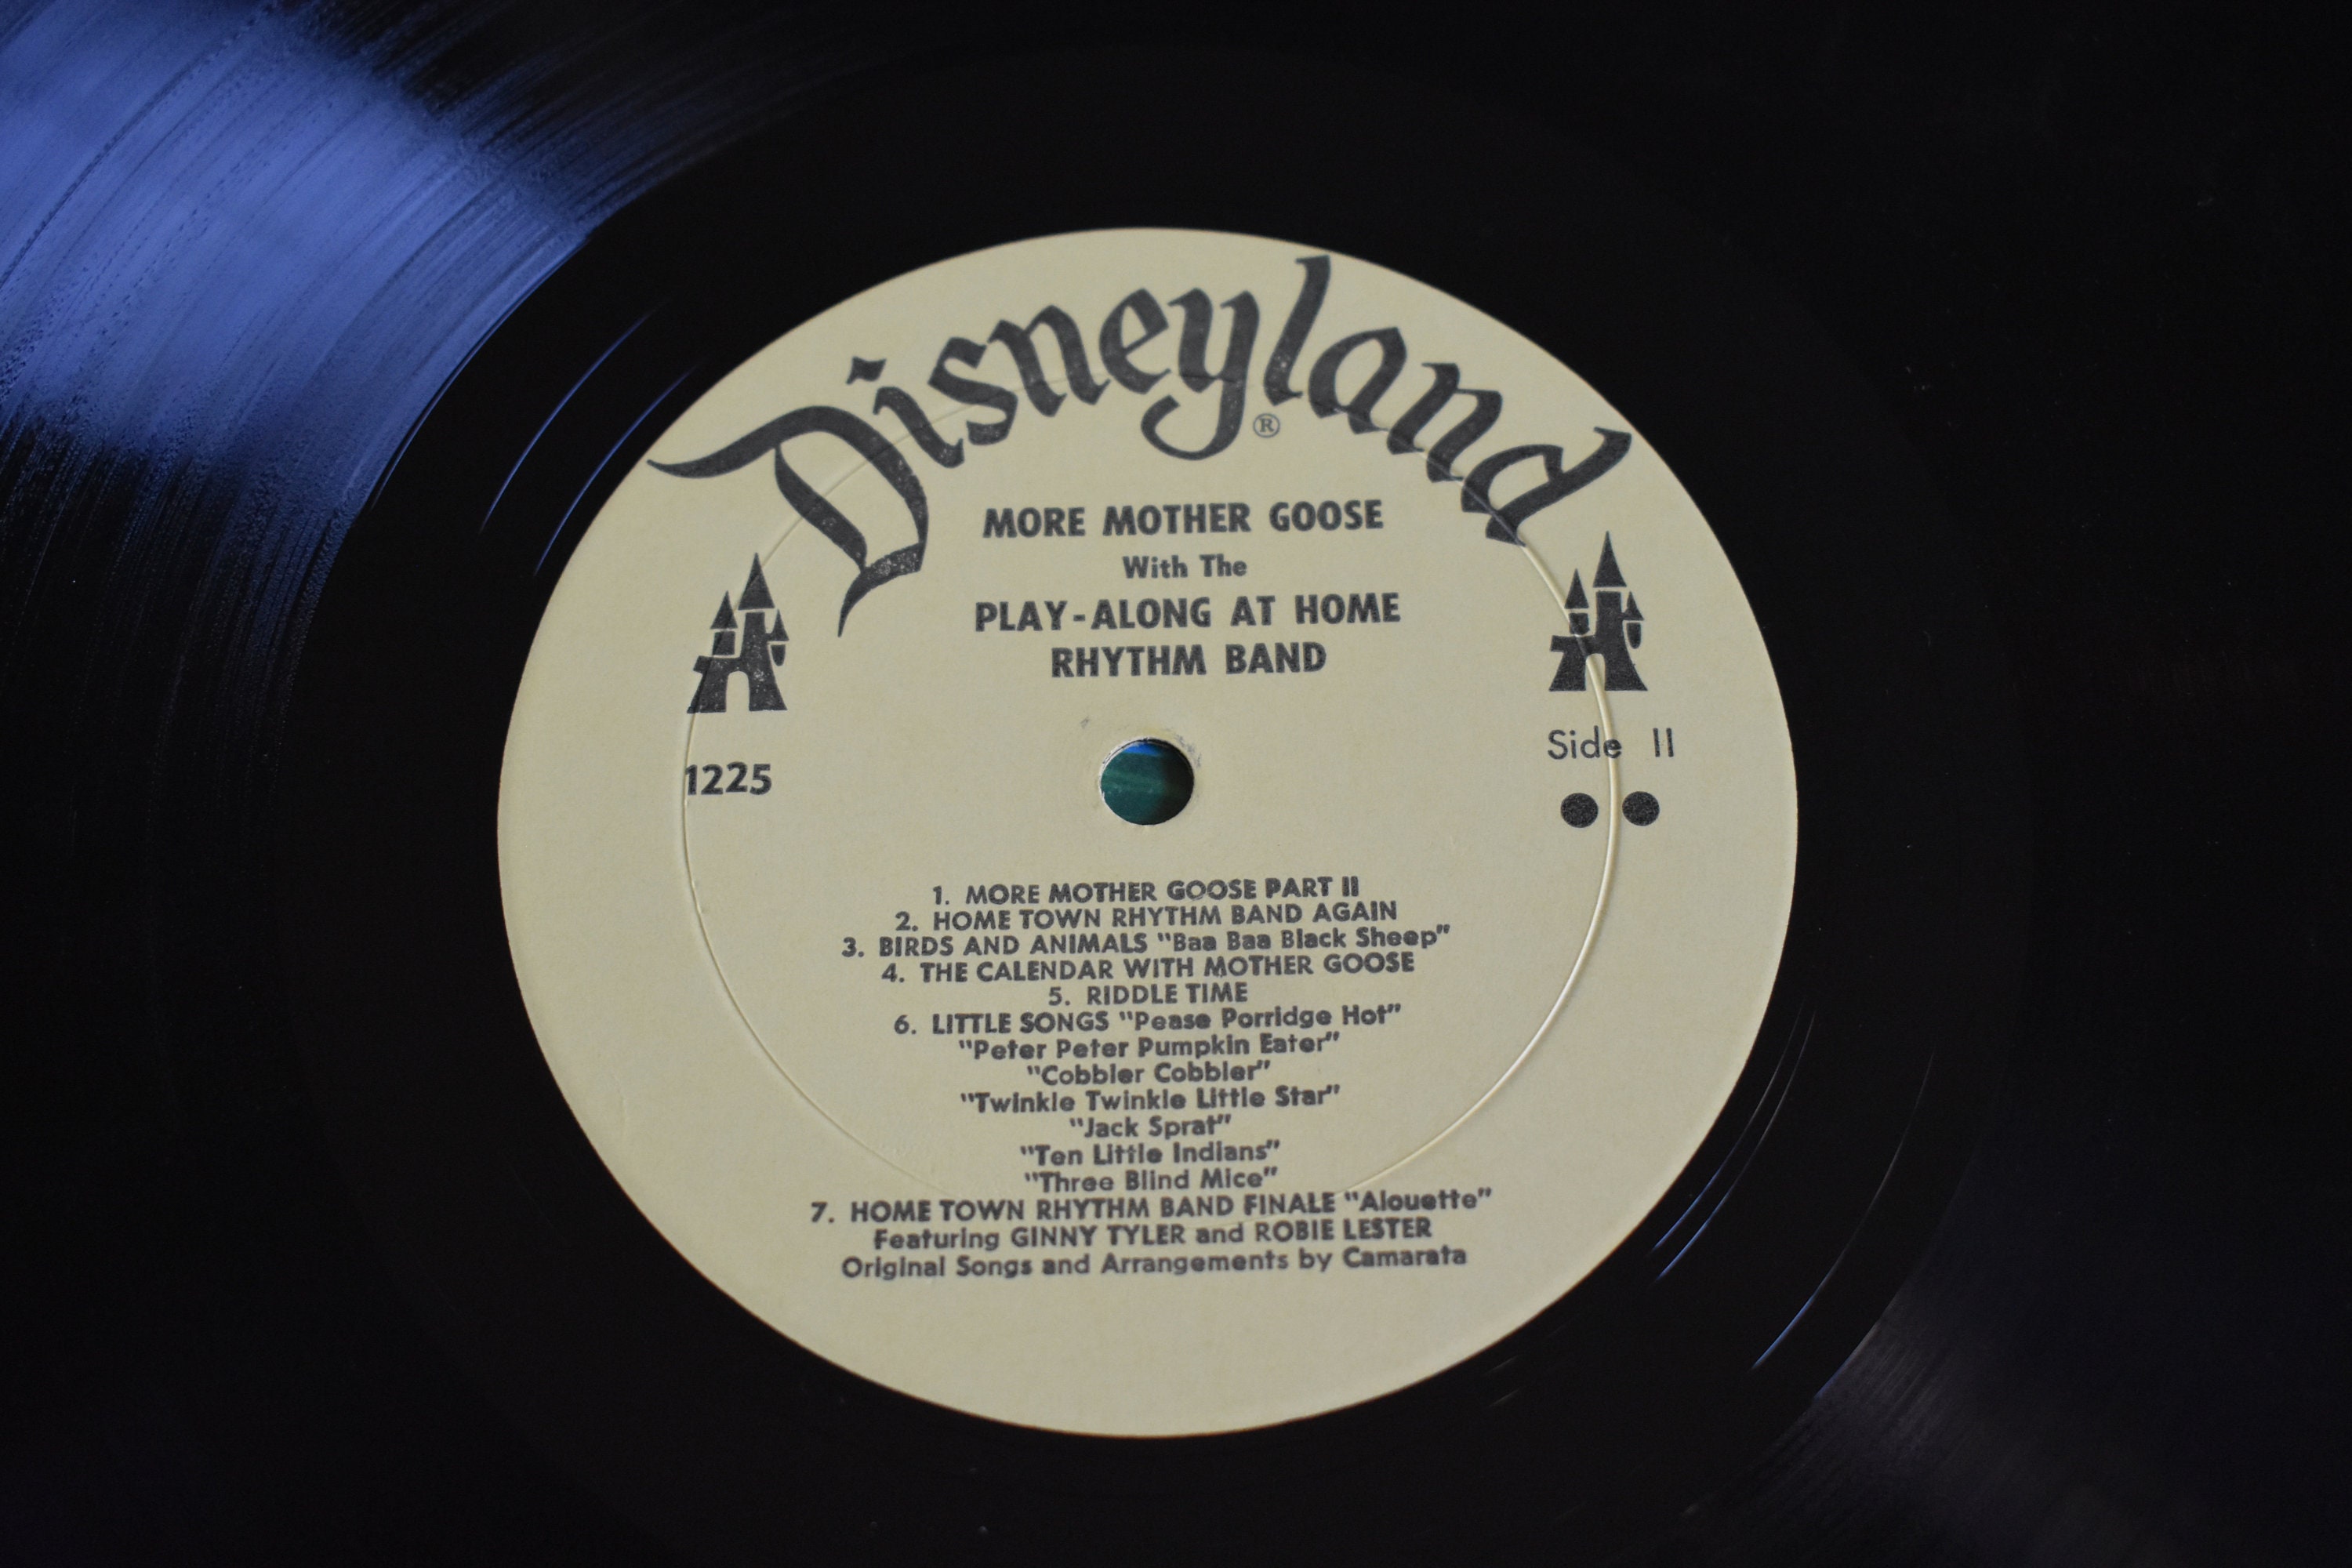 Disneyland®
MORE MOTHER GOOSE
With The
PLAY-ALONG AT HOME
RHYTHM BAND
1225
Side II
1. MORE MOTHER GOOSE PART II
2. HOME TOWN RHYTHM BAND AGAIN
3. BIRDS AND ANIMALS "Baa Baa Black Sheep"
4. THE CALENDAR WITH MOTHER GOOSE
5. RIDDLE TIME
6. LITTLE SONGS "Pease Porridge Hot"
"Peter Peter Pumpkin Eater"
"Cobbler Cobbler"
"Twinkle Twinkle Little Star"
"Jack Sprat"
"Ten Little Indians"
"Three Blind Mice"
7. HOME TOWN RHYTHM BAND FINALE "Alouette"
Featuring GINNY TYLER and ROBIE LESTER
Original Songs and Arrangements by Camarata